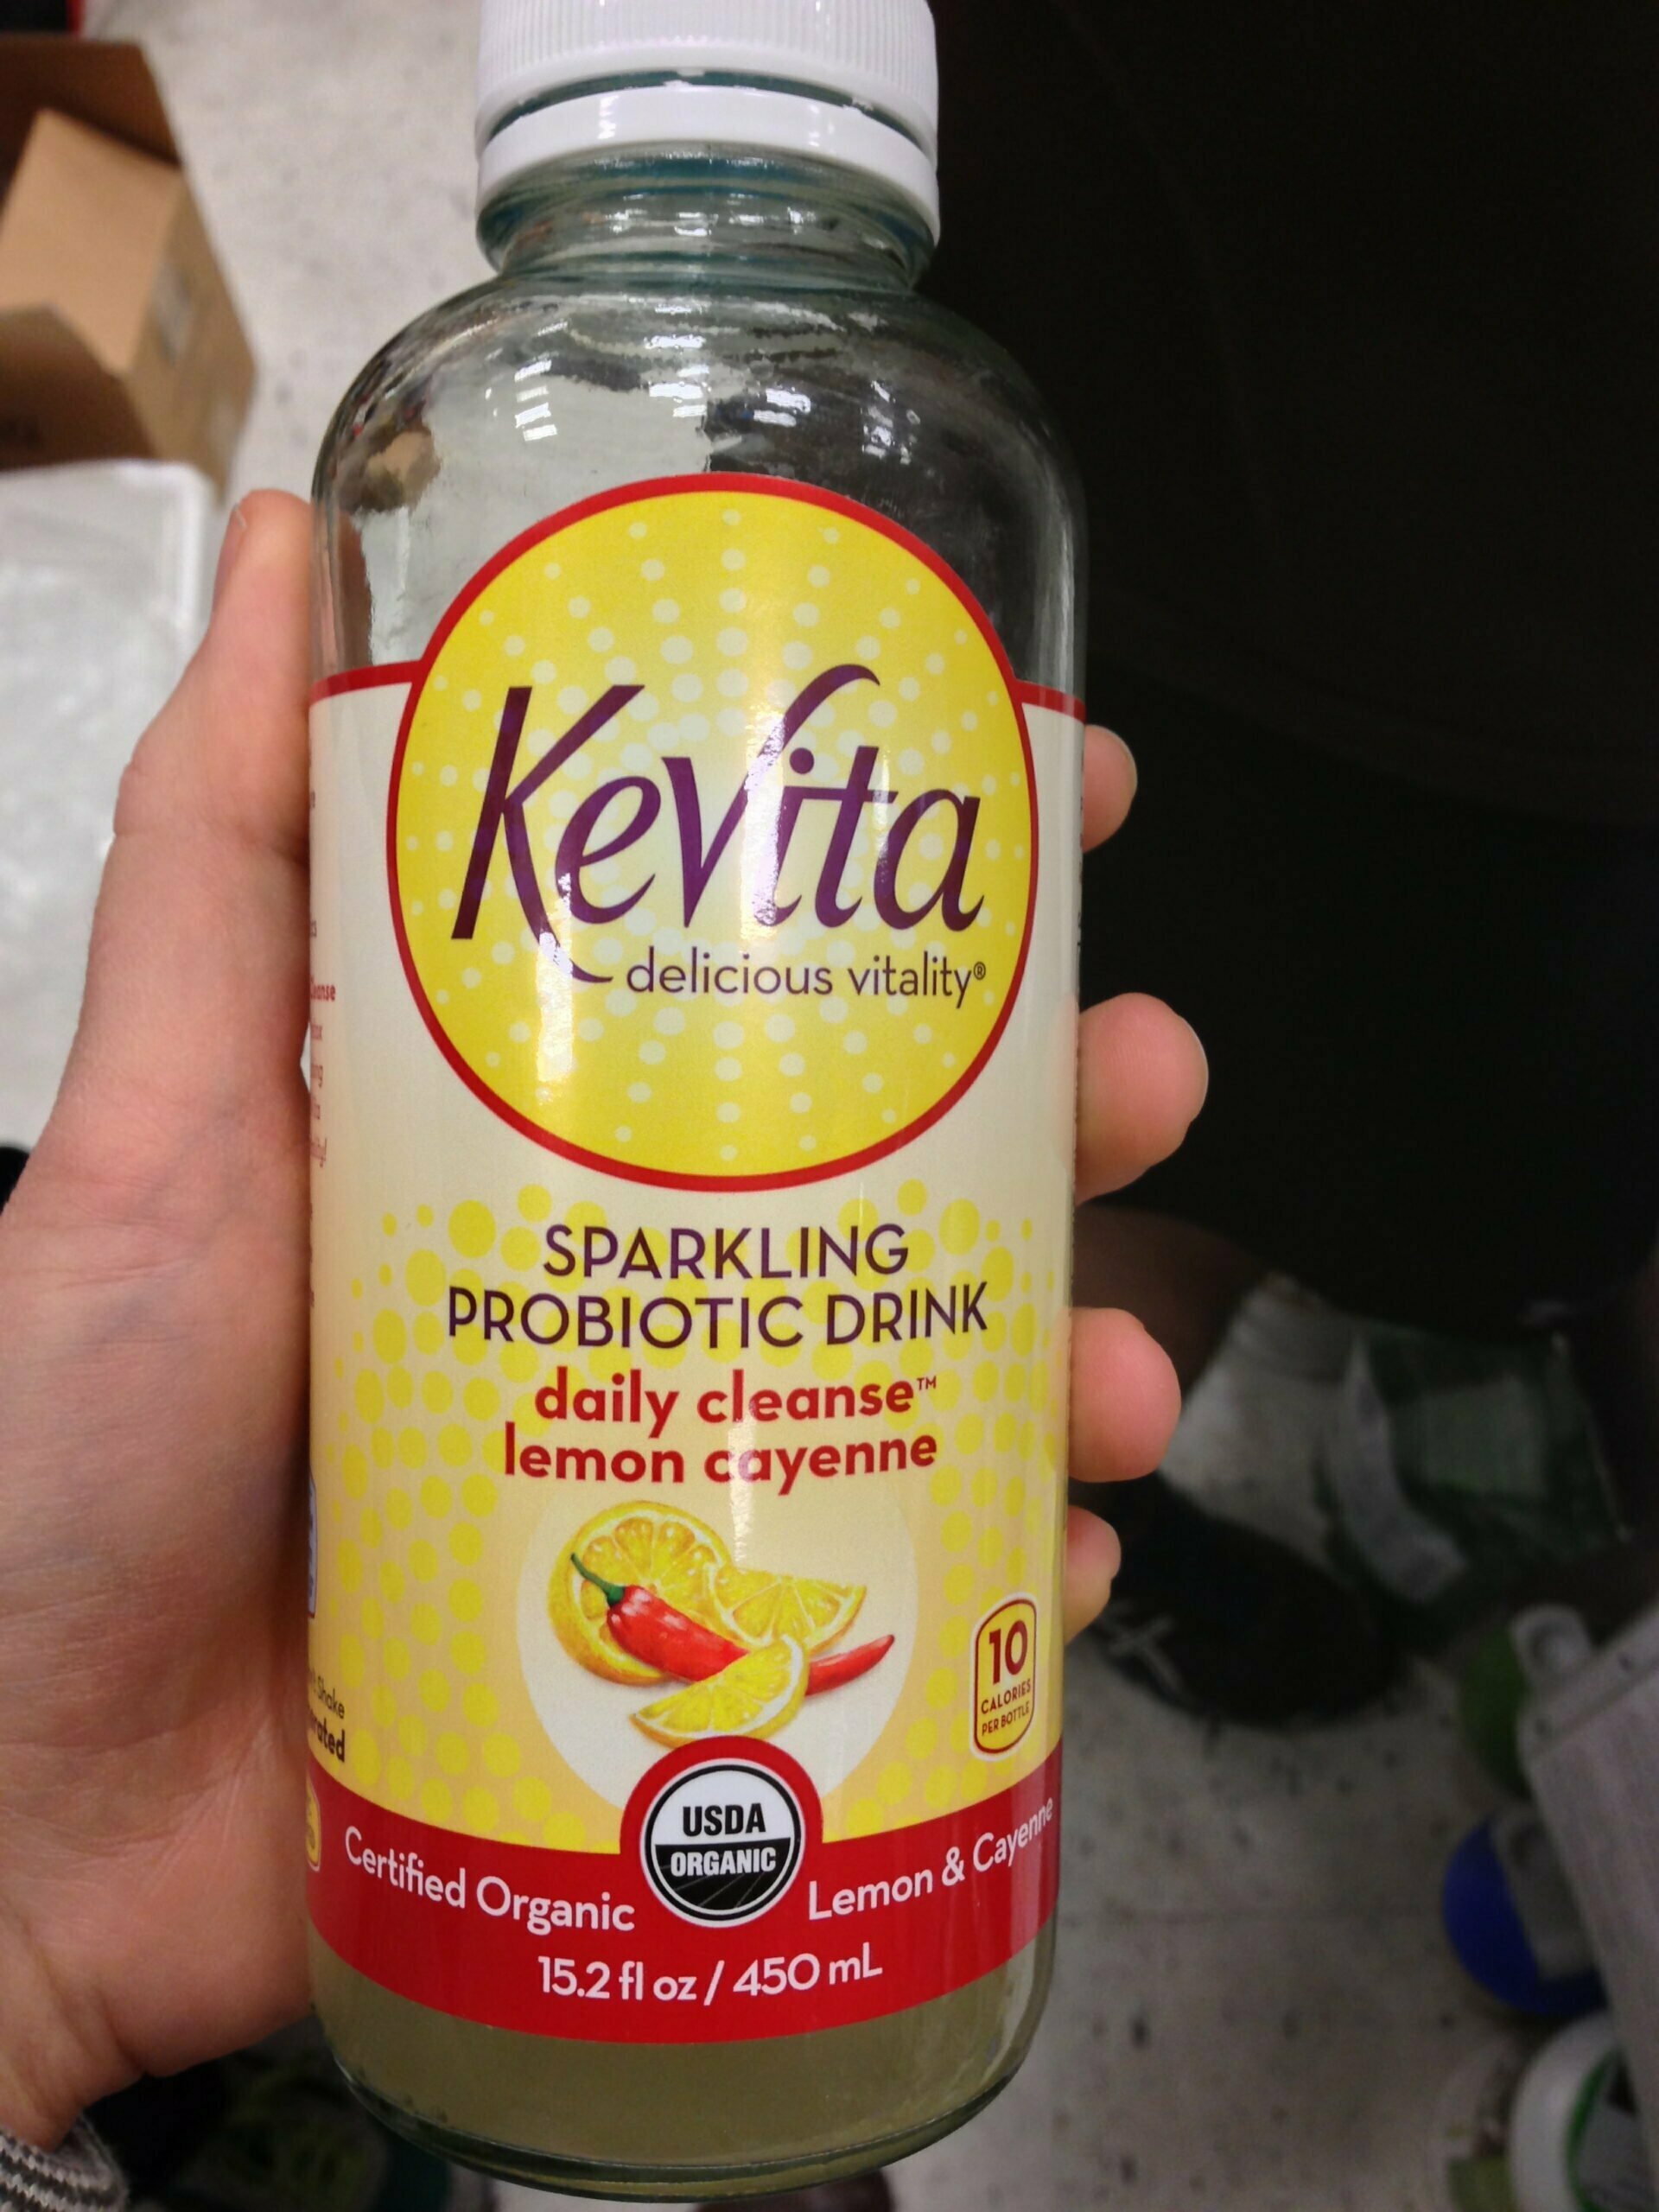 Kevita
delicious vitality®
SPARKLING
PROBIOTIC DRINK
daily cleanse™
lemon cayenne
10
CALORIES
PER BOTTLE
USDA
ORGANIC
Certified Organic
Lemon & Cayenne
15.2 fl oz / 450 mL
Shake